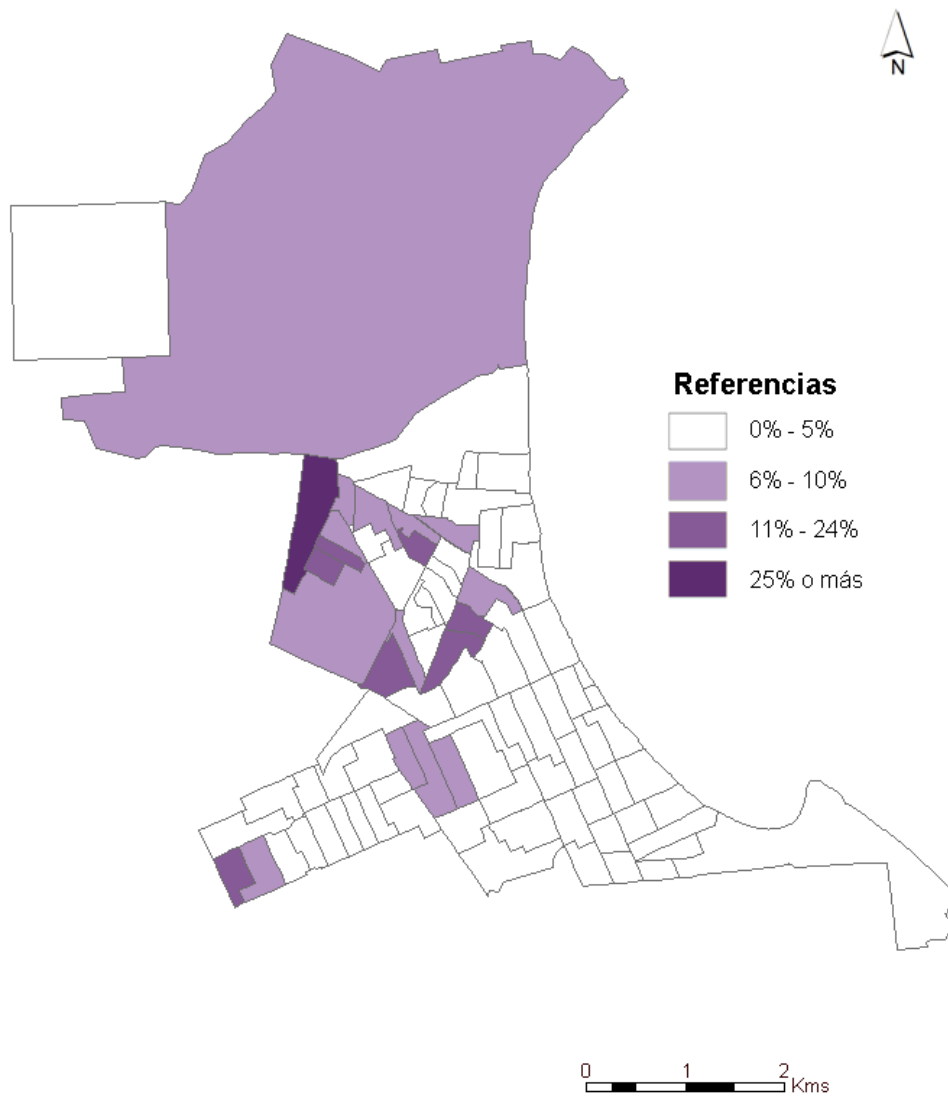 N
Referencias
0% - 5%
6% - 10%
11% - 24%
25% o más
0 1 2
Kms